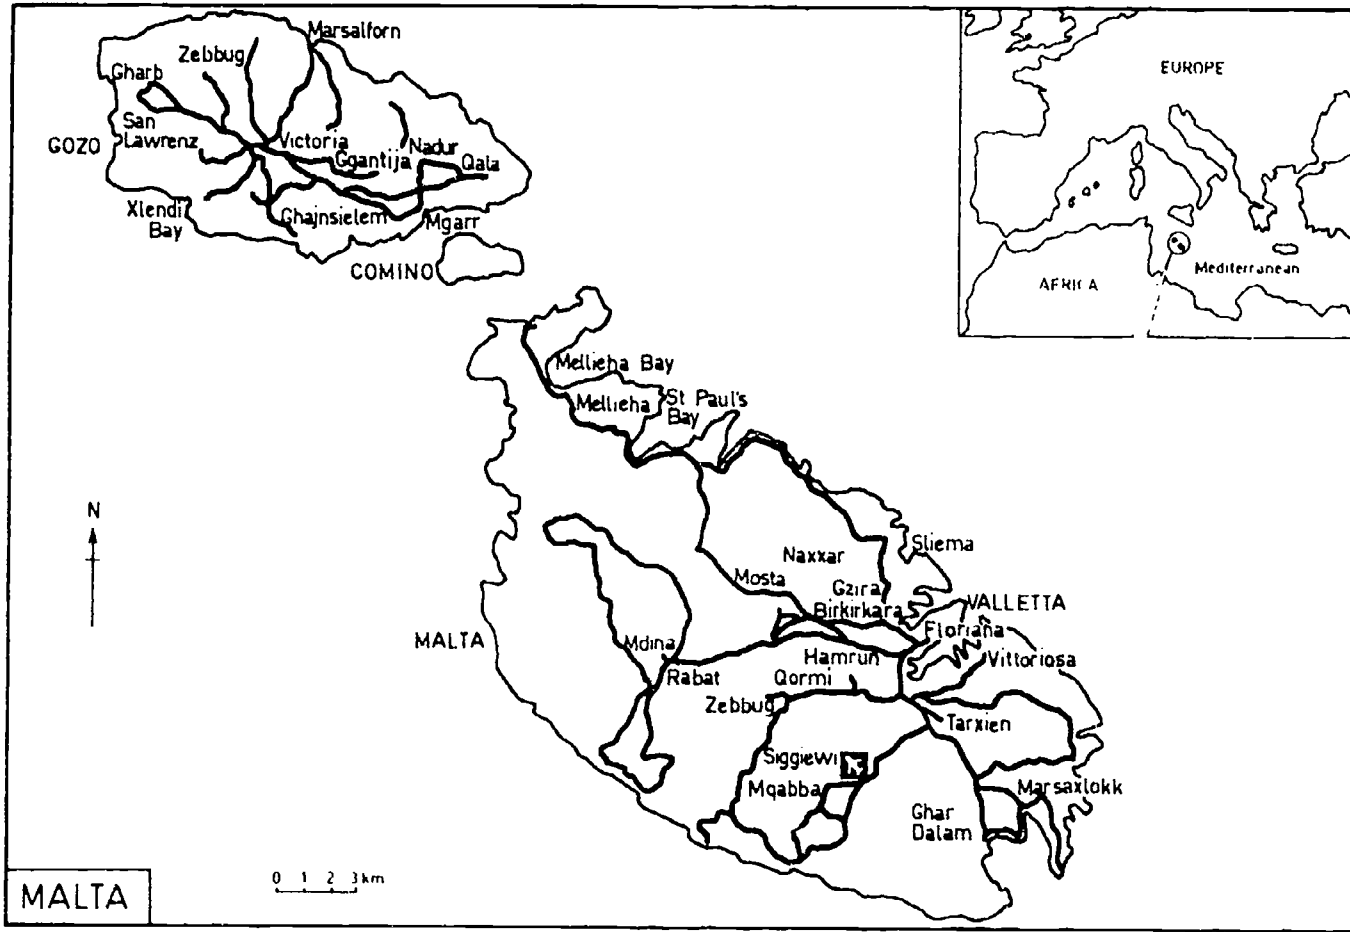 Marsalforn
Zebbug
Gharb
San
Lawrenz
GOZO
Victoria
Ggantija
Nadur
Qala
Xlendi
Bay
Ghajnsielem
Mgarr
COMINO
EUROPE
AFRICA
Mediterranean
Mellieha Bay
Mellieha
St Paul's
Bay
N
Naxxar
Sliema
Mosta
Gzira
Birkirkara
VALLETTA
Floriana
MALTA
Mdina
Hamrun
Vittoriosa
Rabat
Qormi
Zebbug
Tarxien
Siggiewi
Mqabba
Marsaxlokk
Ghar
Dalam
0 1 2 3 km
MALTA